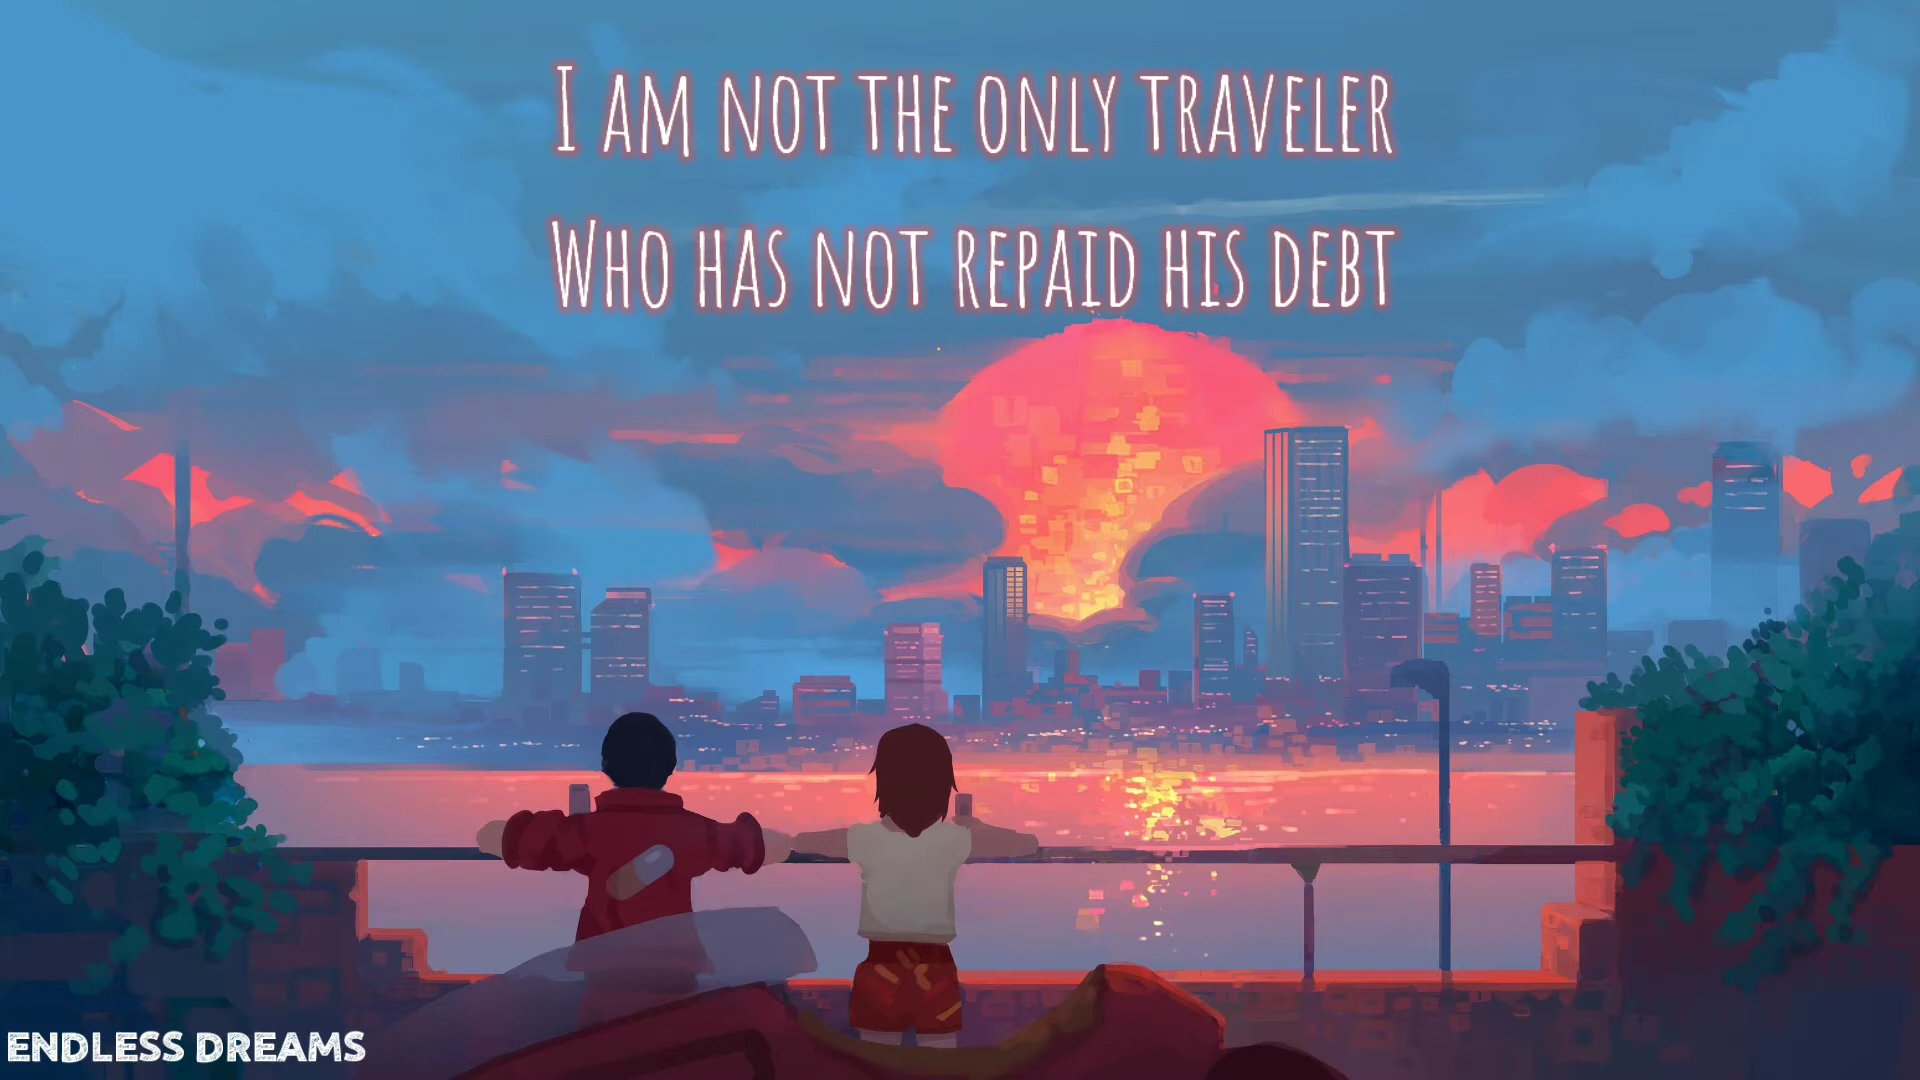 I am not the only traveler
Who has not repaid his debt
ENDLESS DREAMS